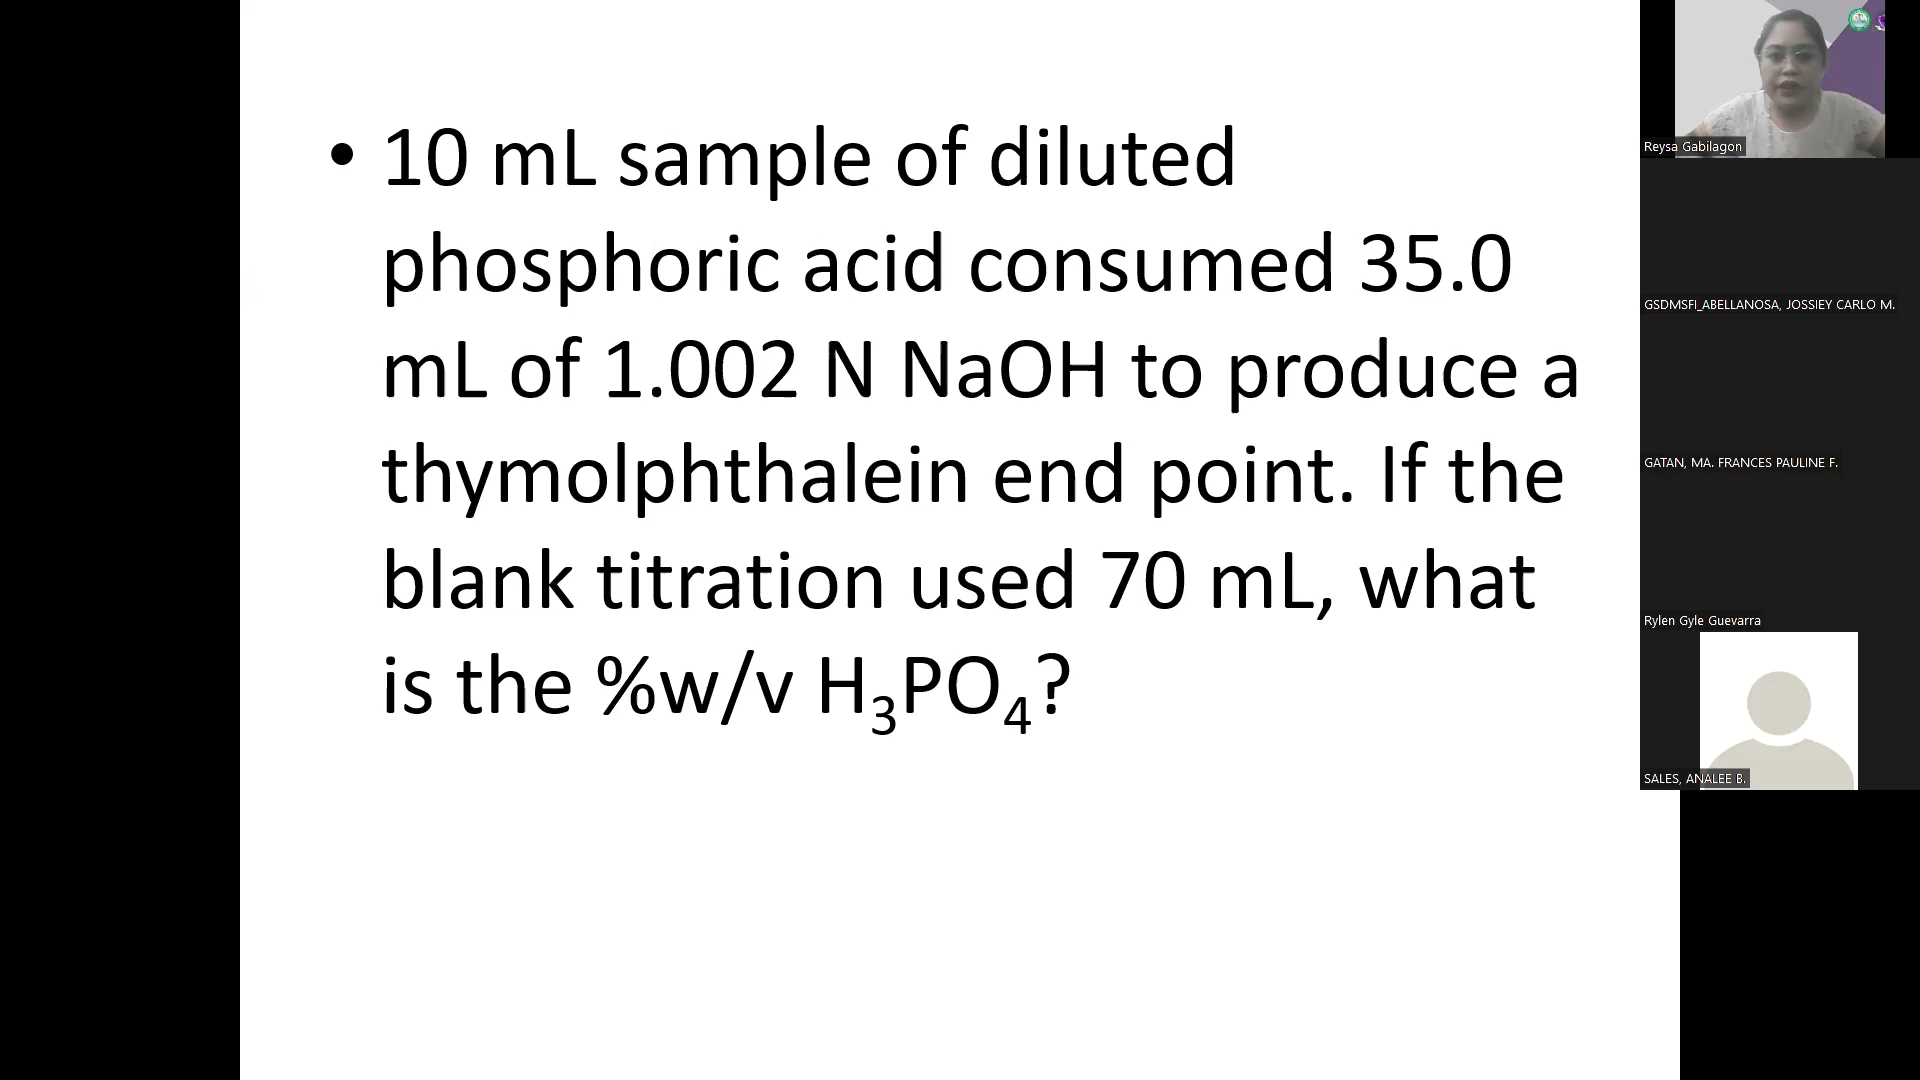 • 10 mL sample of diluted
phosphoric acid consumed 35.0
mL of 1.002 N NaOH to produce a
thymolphthalein end point. If the
blank titration used 70 mL, what
is the %w/v H₃PO₄?
Reysa Gabilagon
GSDMSFI_ABELLANOSA, JOSSIEY CARLO M.
GATAN, MA. FRANCES PAULINE F.
Rylen Gyle Guevarra
SALES, ANALEE B.